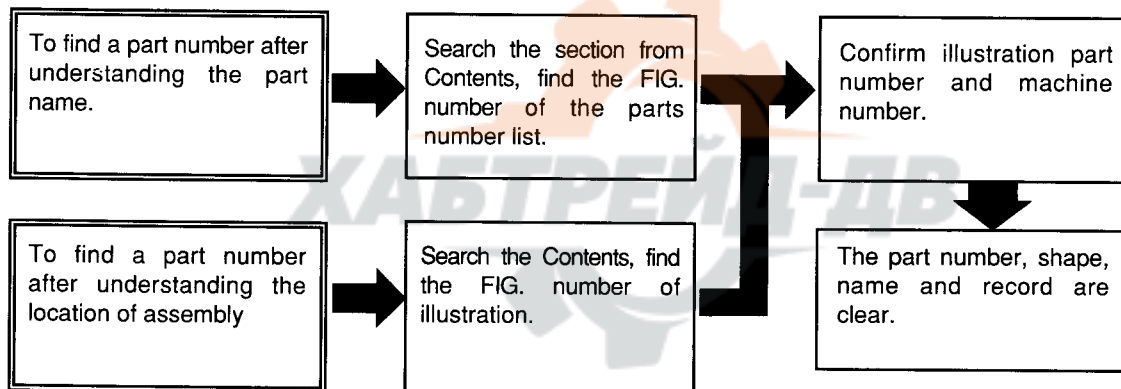 To find a part number after
understanding the part
name.
Search the section from
Contents, find the FIG.
number of the parts
number list.
Confirm illustration part
number and machine
number.
ХАБТРЕЙД-ДВ
To find a part number
after understanding the
location of assembly
Search the Contents, find
the FIG. number of
illustration.
The part number, shape,
name and record are
clear.